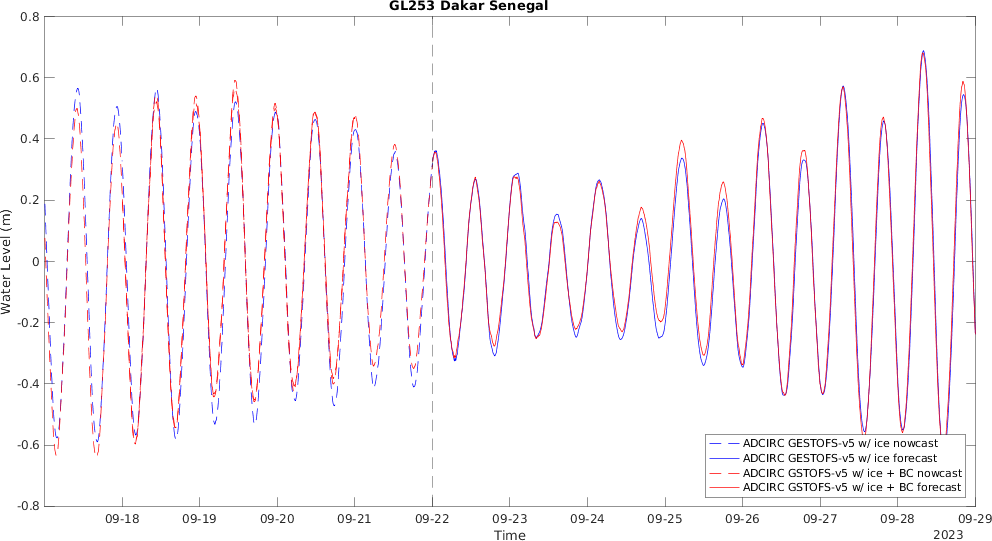 GL253 Dakar Senegal
0.8
0.6
0.4
0.2
0
-0.2
-0.4
-0.6
-0.8
Water Level (m)
ADCIRC GESTOFS-v5 w/ ice nowcast
ADCIRC GESTOFS-v5 w/ ice forecast
ADCIRC GSTOFS-v5 w/ ice + BC nowcast
ADCIRC GSTOFS-v5 w/ ice + BC forecast
09-18 09-19 09-20 09-21 09-22 09-23 09-24 09-25 09-26 09-27 09-28 09-29
Time
2023